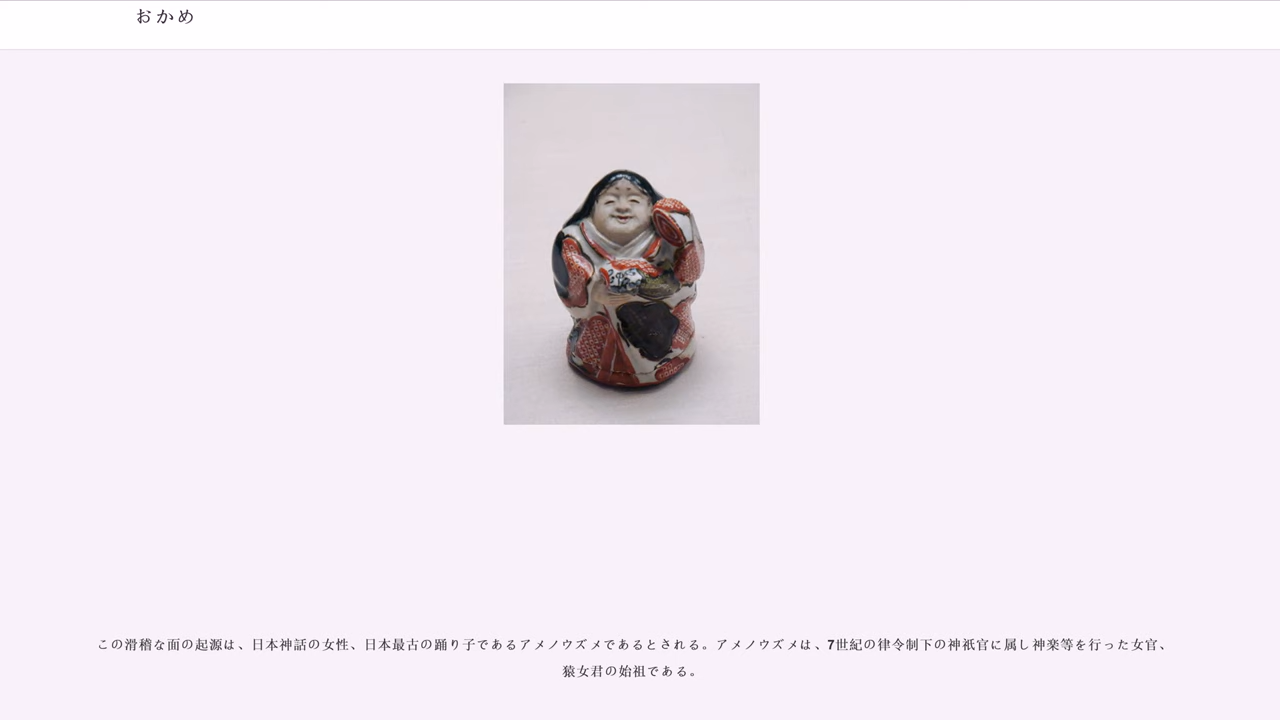 おかめ
この滑稽な面の起源は、日本神話の女性、日本最古の踊り子であるアメノウズメであるとされる。アメノウズメは、7世紀の律令制下の神祇官に属し神楽等を行った女官、
猿女君の始祖である。